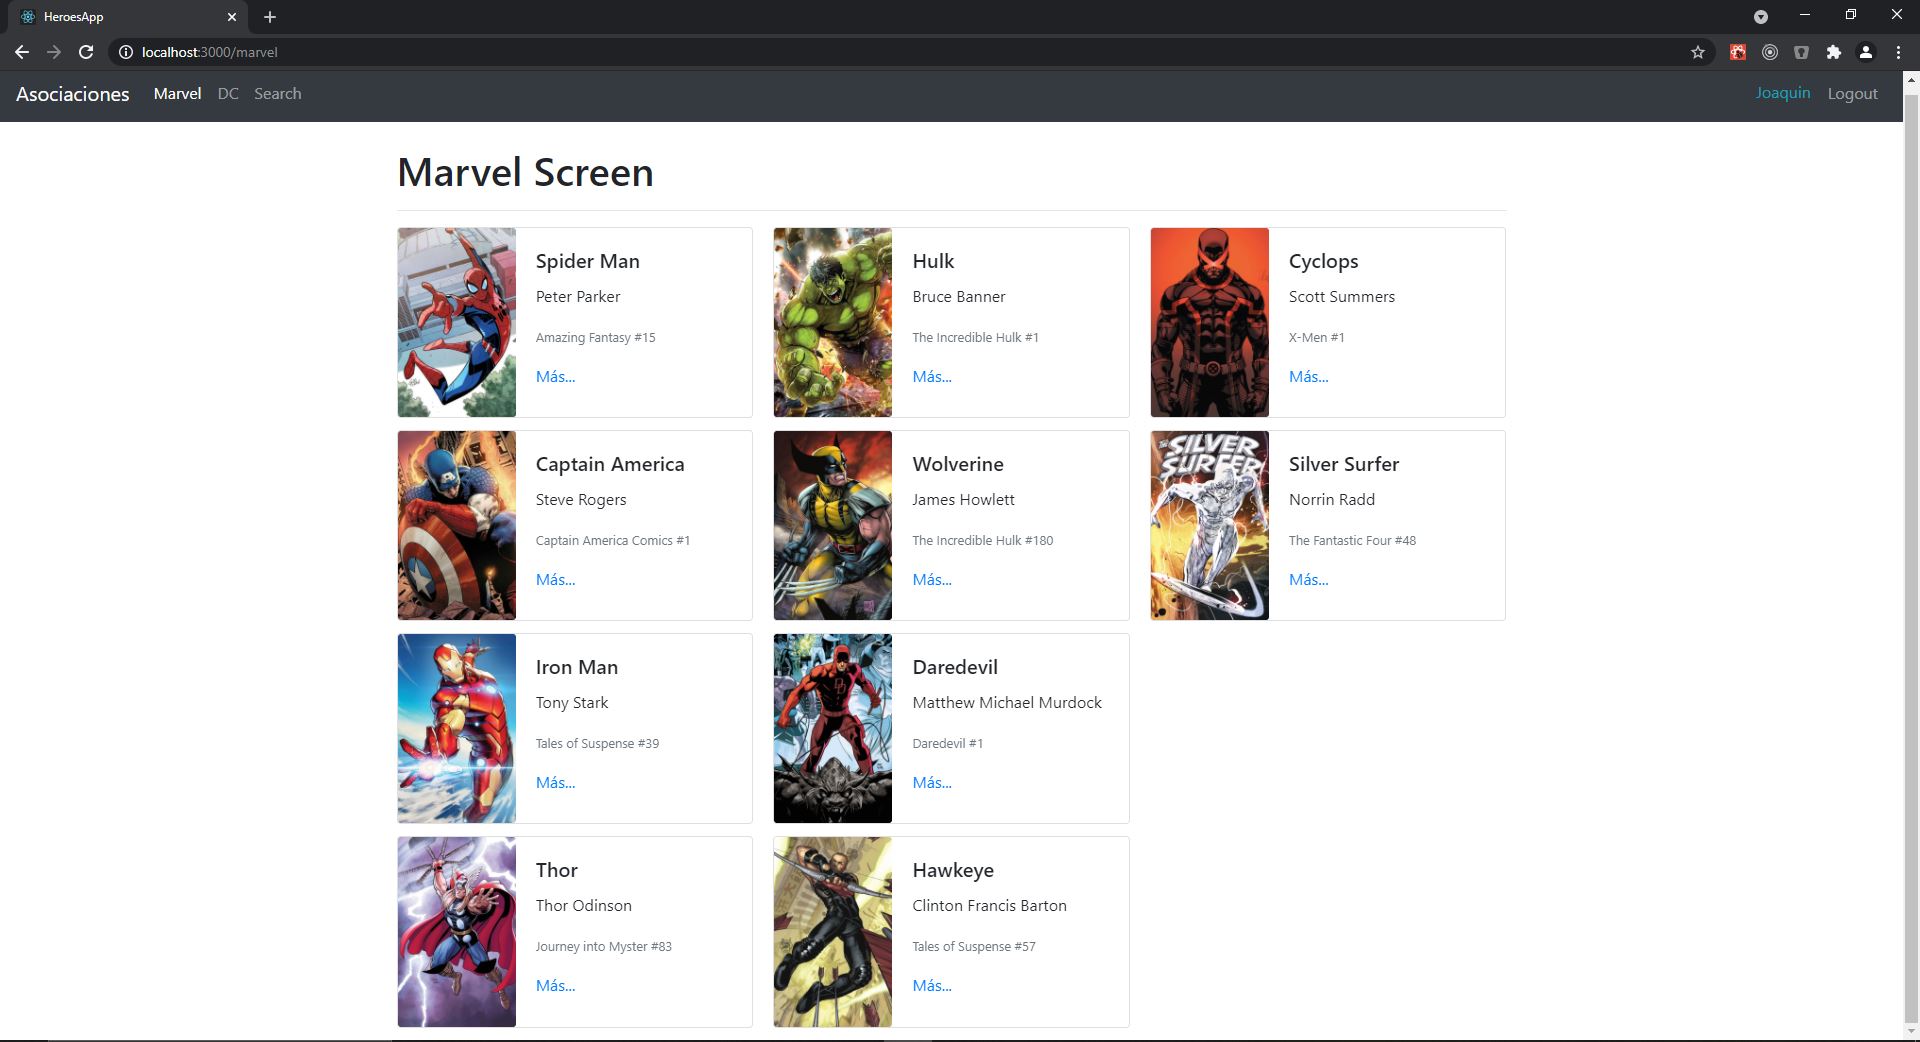 HeroesApp
localhost:3000/marvel
Asociaciones Marvel DC Search Joaquin Logout
Marvel Screen
Spider Man
Peter Parker
Amazing Fantasy #15
Más...
Hulk
Bruce Banner
The Incredible Hulk #1
Más...
Cyclops
Scott Summers
X-Men #1
Más...
Captain America
Steve Rogers
Captain America Comics #1
Más...
Wolverine
James Howlett
The Incredible Hulk #180
Más...
THE SILVER
SURFER
Silver Surfer
Norrin Radd
The Fantastic Four #48
Más...
Iron Man
Tony Stark
Tales of Suspense #39
Más...
Daredevil
Matthew Michael Murdock
Daredevil #1
Más...
Thor
Thor Odinson
Journey into Myster #83
Más...
Hawkeye
Clinton Francis Barton
Tales of Suspense #57
Más...